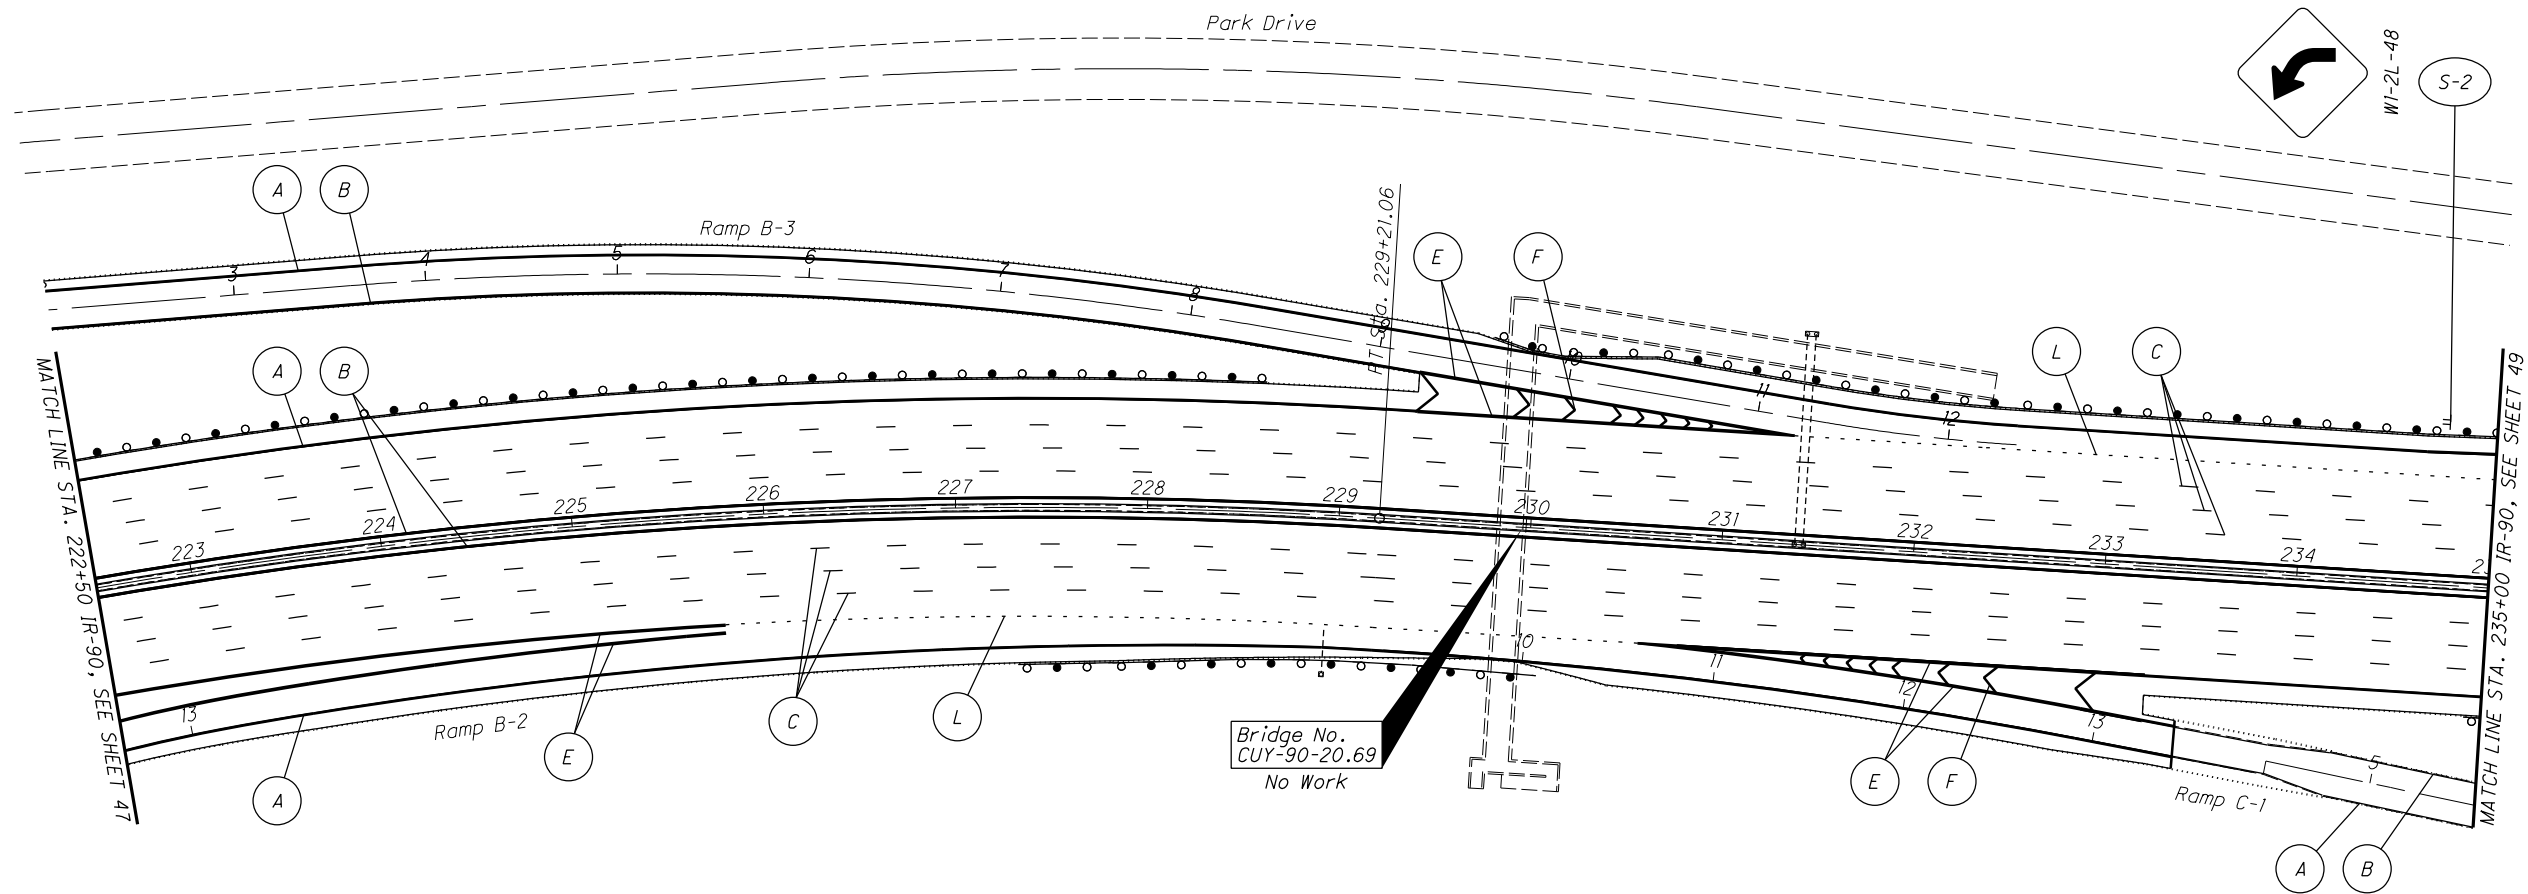 Park Drive
W1-2L-48
S-2
A
B
Ramp B-3
3
4
5
6
7
8
9
10
11
12
PT Sta. 229+21.06
E
F
L
C
A
B
MATCH LINE STA. 222+50 IR-90, SEE SHEET 47
MATCH LINE STA. 235+00 IR-90, SEE SHEET 49
223
224
225
226
227
228
229
230
231
232
233
234
23
13
Ramp B-2
A
E
C
L
Bridge No.
CUY-90-20.69
No Work
10
11
12
13
5
E
F
Ramp C-1
A
B